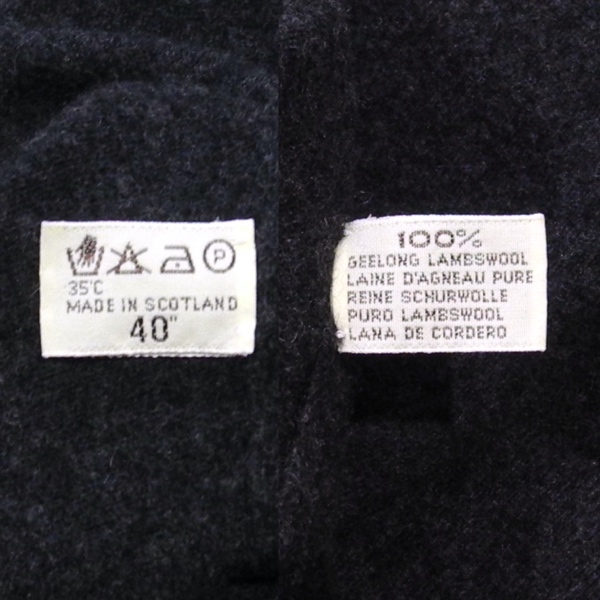 P
35°C
MADE IN SCOTLAND
40"
100%
GEELONG LAMBSWOOL
LAINE D'AGNEAU PURE
REINE SCHURWOLLE
PURO LAMBSWOOL
LANA DE CORDERO